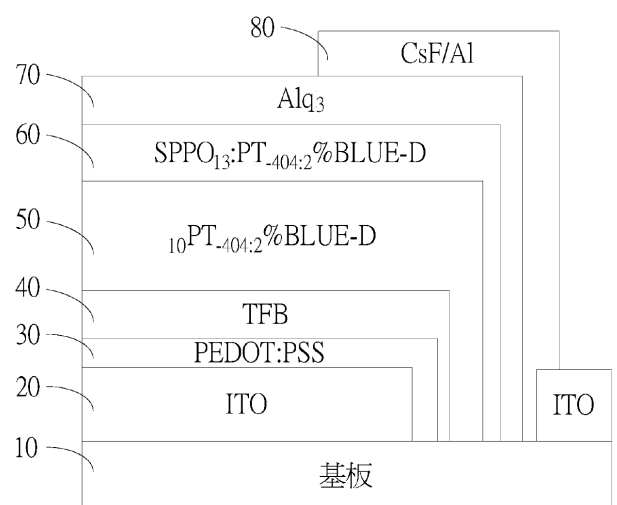 80
CsF/Al
70
Alq₃
60
SPPO₁₃:PT₋₄₀₄:₂%BLUE-D
50
₁₀PT₋₄₀₄:₂%BLUE-D
40
TFB
30
PEDOT:PSS
20
ITO
ITO
10
基板